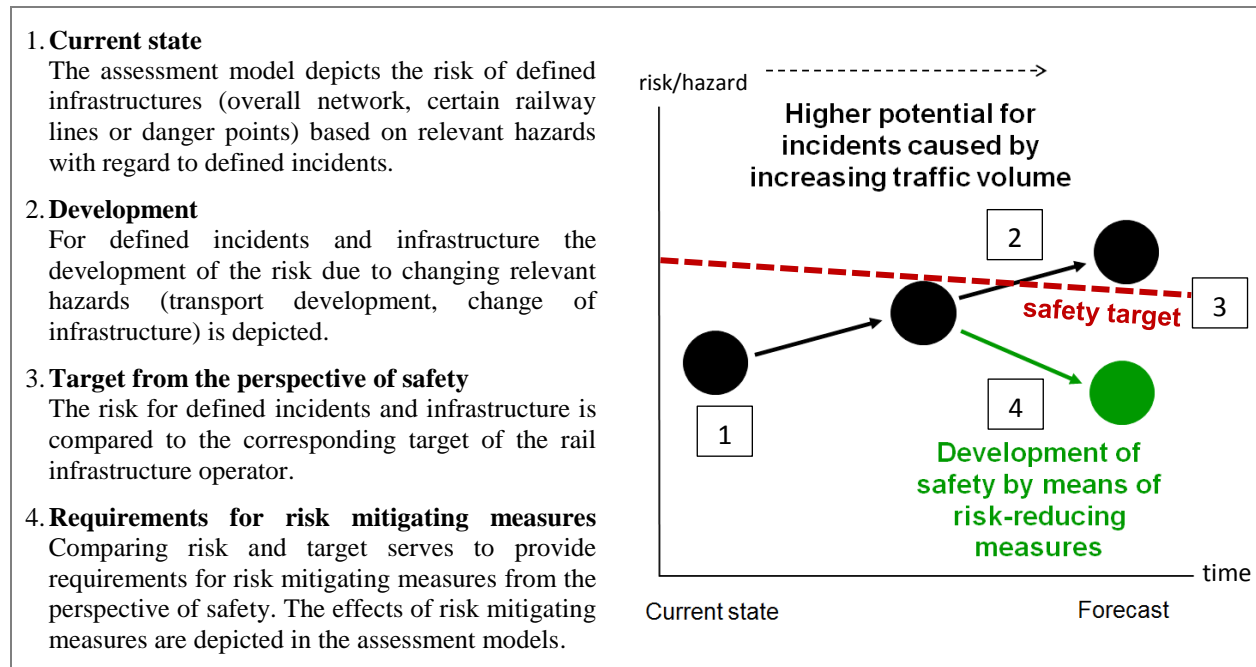 1. Current state
The assessment model depicts the risk of defined
infrastructures (overall network, certain railway
lines or danger points) based on relevant hazards
with regard to defined incidents.
2. Development
For defined incidents and infrastructure the
development of the risk due to changing relevant
hazards (transport development, change of
infrastructure) is depicted.
3. Target from the perspective of safety
The risk for defined incidents and infrastructure is
compared to the corresponding target of the rail
infrastructure operator.
4. Requirements for risk mitigating measures
Comparing risk and target serves to provide
requirements for risk mitigating measures from the
perspective of safety. The effects of risk mitigating
measures are depicted in the assessment models.
risk/hazard
Higher potential for
incidents caused by
increasing traffic volume
2
safety target
3
1
4
Development of
safety by means of
risk-reducing
measures
time
Current state
Forecast